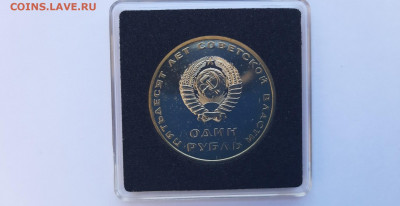 COINS.LAVE.RU
ПЯТЬДЕСЯТ ЛЕТ СОВЕТСКОЙ ВЛАСТИ
ОДИН
РУБЛЬ